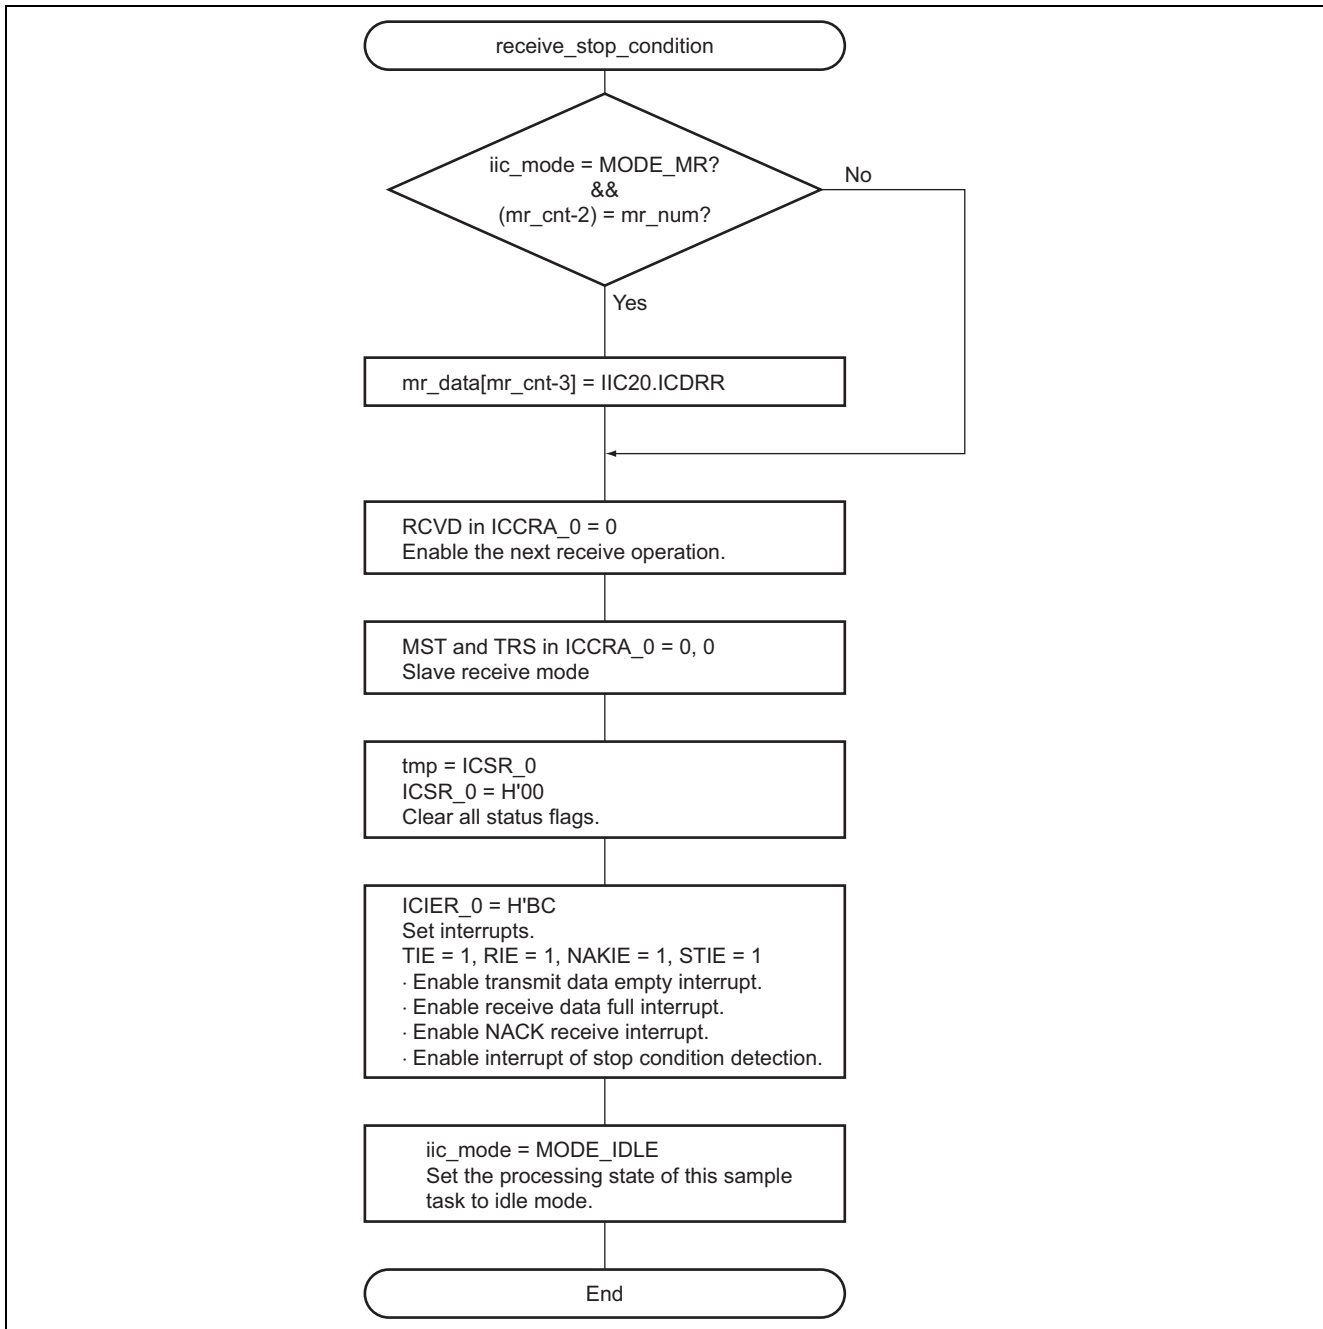 receive_stop_condition
iic_mode = MODE_MR?
&&
(mr_cnt-2) = mr_num?
No
Yes
mr_data[mr_cnt-3] = IIC20.ICDRR
RCVD in ICCRA_0 = 0
Enable the next receive operation.
MST and TRS in ICCRA_0 = 0, 0
Slave receive mode
tmp = ICSR_0
ICSR_0 = H'00
Clear all status flags.
ICIER_0 = H'BC
Set interrupts.
TIE = 1, RIE = 1, NAKIE = 1, STIE = 1
· Enable transmit data empty interrupt.
· Enable receive data full interrupt.
· Enable NACK receive interrupt.
· Enable interrupt of stop condition detection.
iic_mode = MODE_IDLE
Set the processing state of this sample
task to idle mode.
End